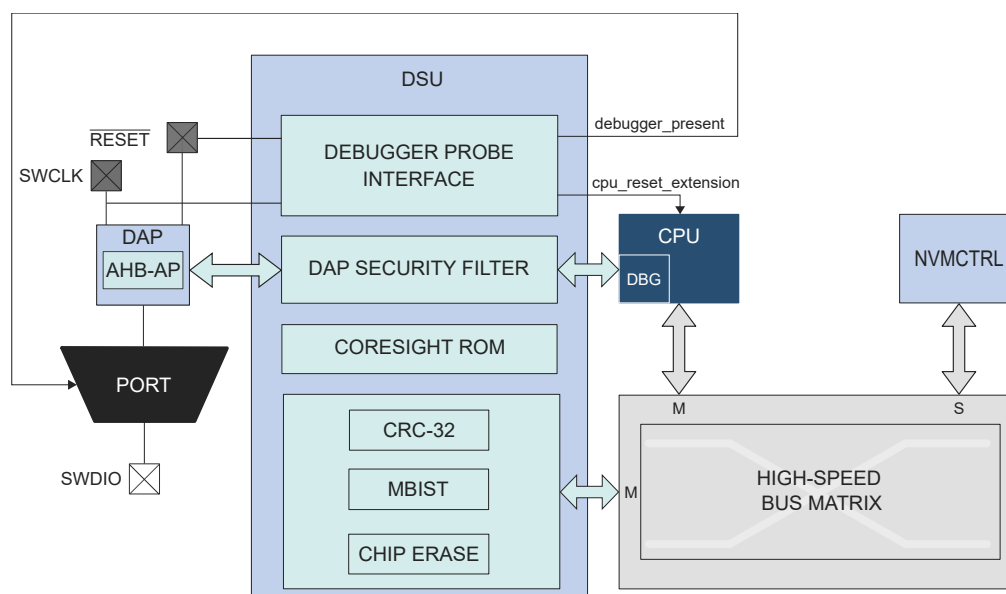 DSU
debugger_present
RESET
DEBUGGER PROBE
INTERFACE
SWCLK
cpu_reset_extension
DAP
AHB-AP
DAP SECURITY FILTER
CPU
DBG
NVMCTRL
CORESIGHT ROM
PORT
M
S
CRC-32
SWDIO
MBIST
M
HIGH-SPEED
BUS MATRIX
CHIP ERASE